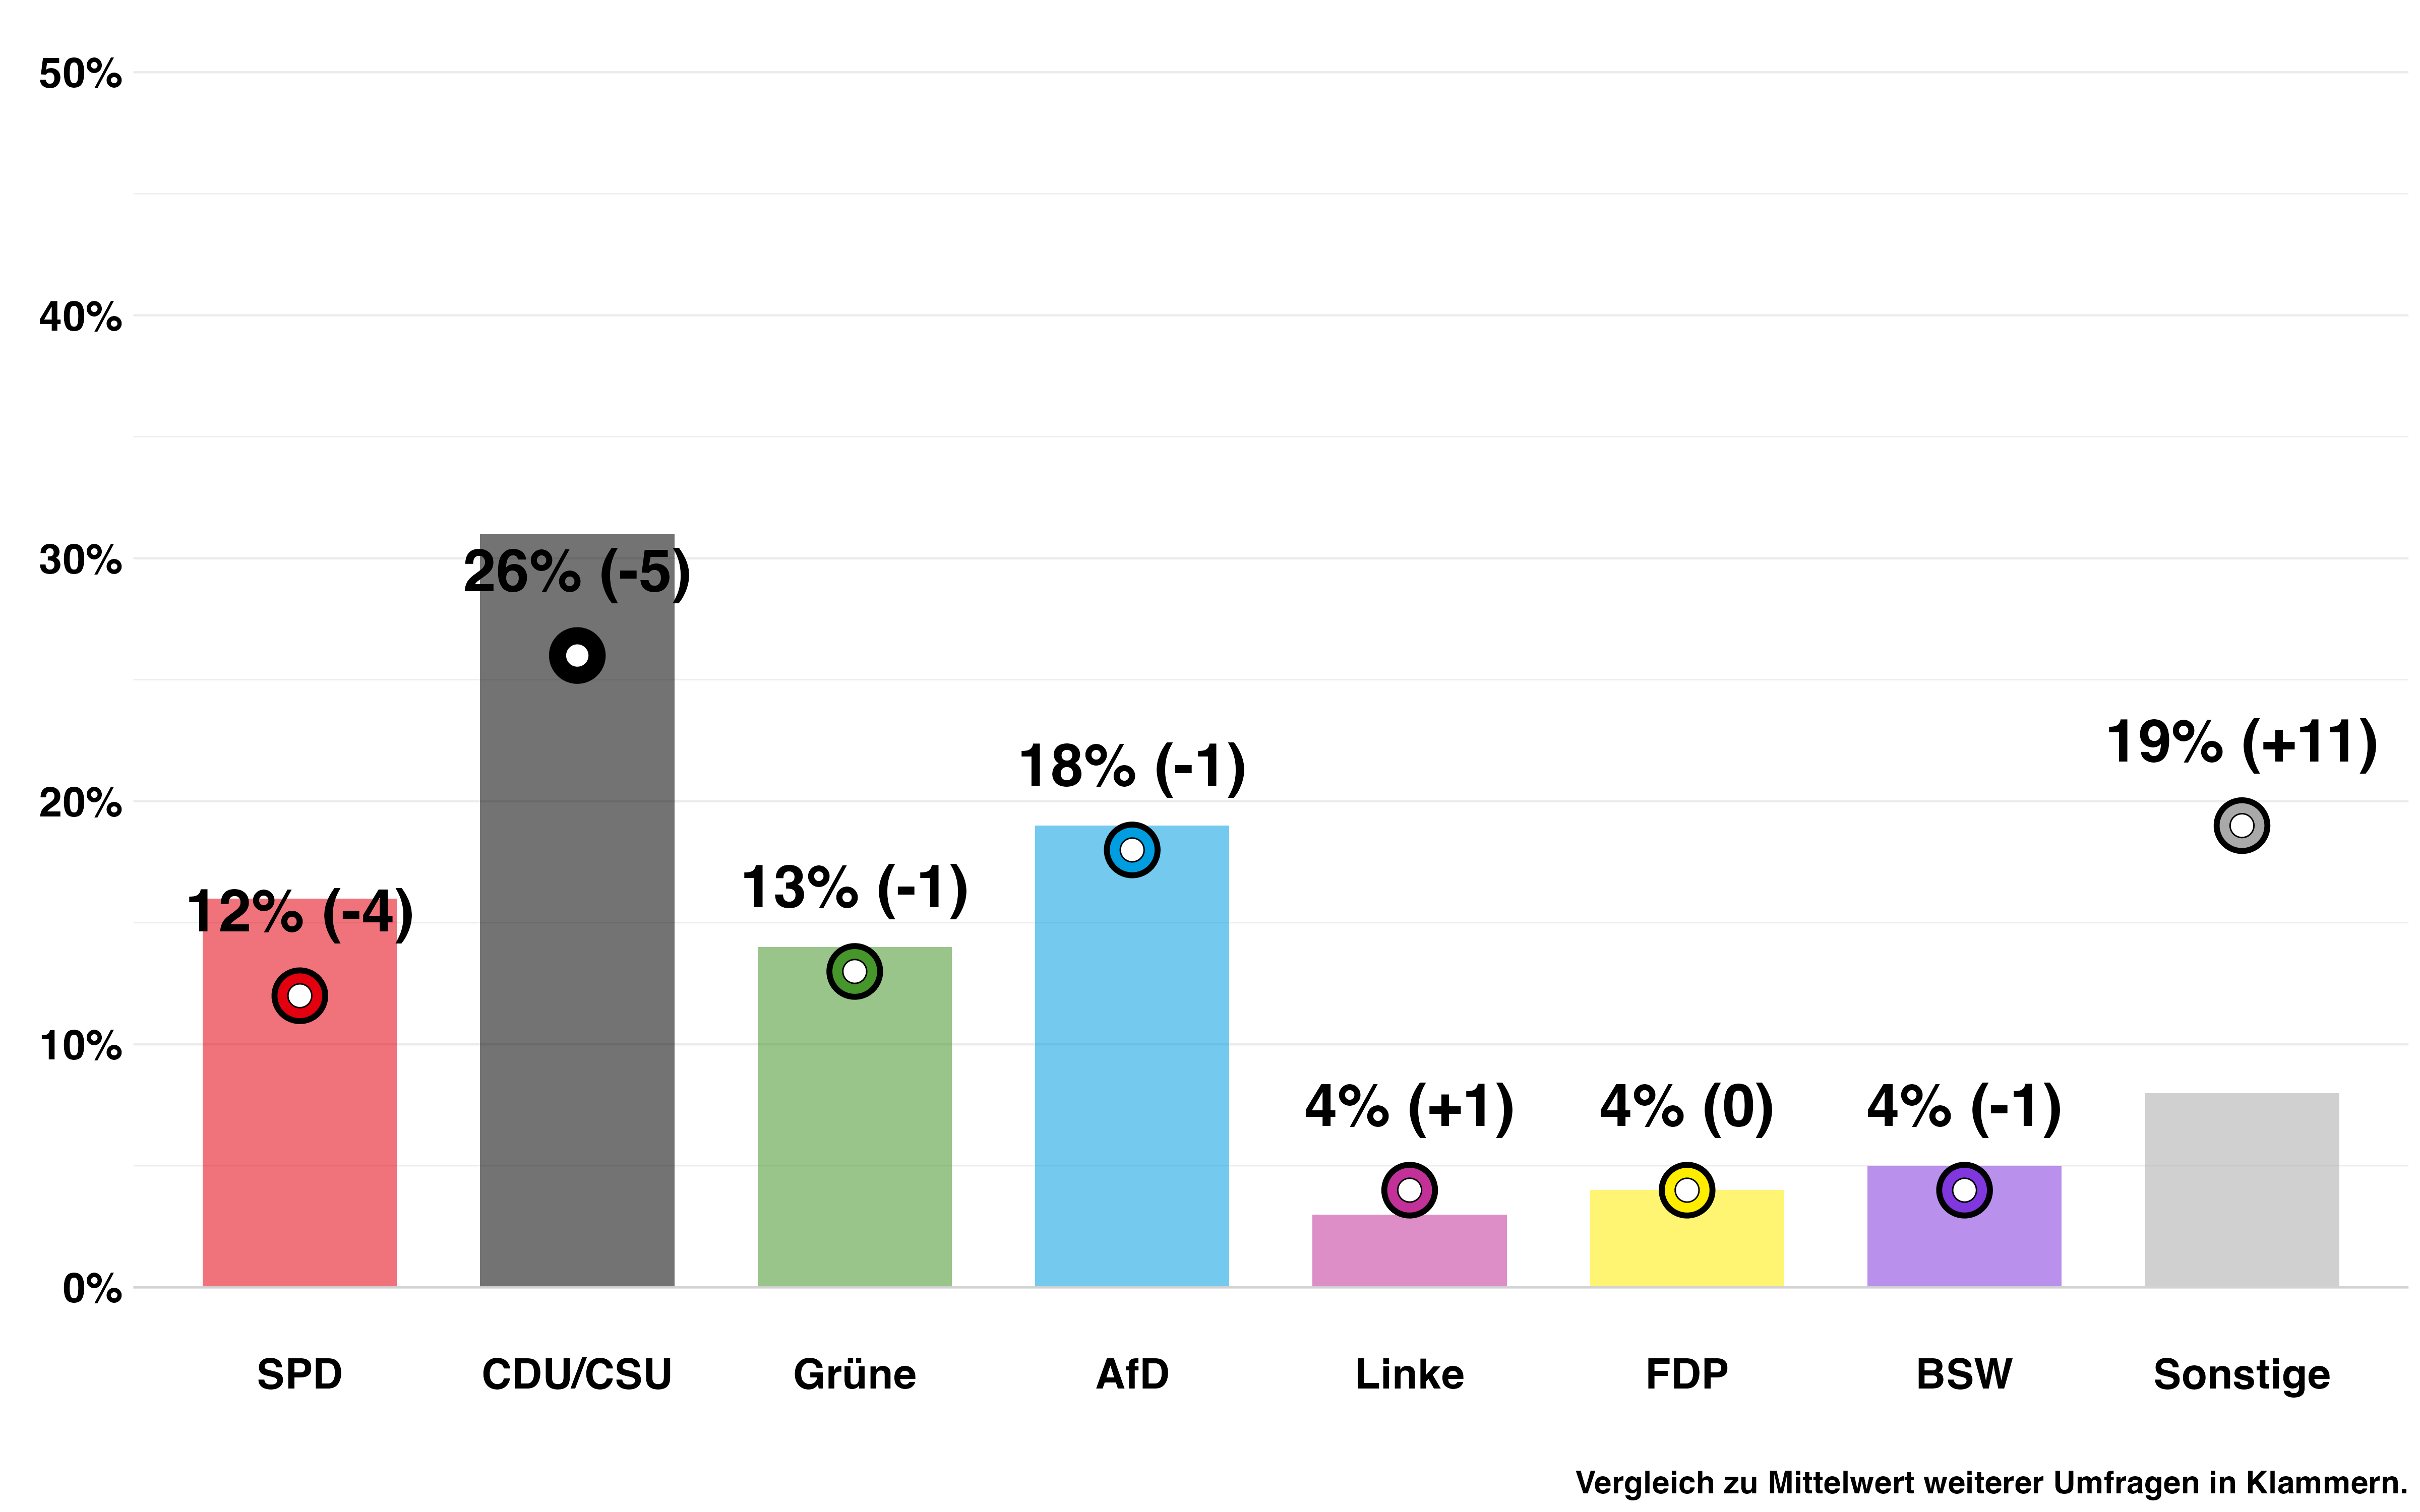 50%
40%
30%
20%
10%
0%
12% (-4)
26% (-5)
13% (-1)
18% (-1)
4% (+1)
4% (0)
4% (-1)
19% (+11)
SPD
CDU/CSU
Grüne
AfD
Linke
FDP
BSW
Sonstige
Vergleich zu Mittelwert weiterer Umfragen in Klammern.